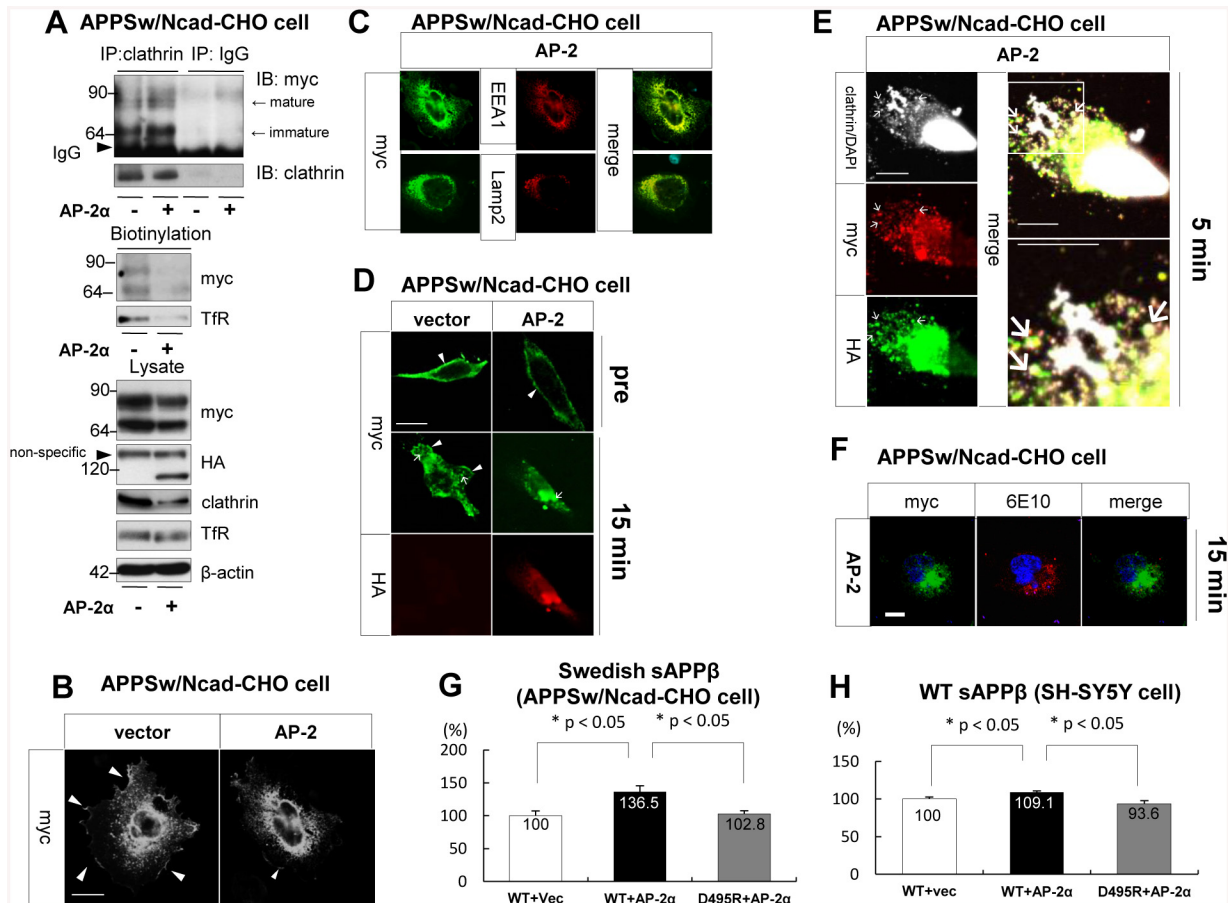 A APPSw/Ncad-CHO cell
IP:clathrin IP: IgG
IB: myc
90
← mature
64
← immature
IgG
IB: clathrin
AP-2α - + - +
Biotinylation
90
myc
64
TfR
AP-2α - +
Lysate
90
myc
64
non-specific
HA
120
clathrin
TfR
42
β-actin
AP-2α - +
B APPSw/Ncad-CHO cell
vector AP-2
myc
C APPSw/Ncad-CHO cell
AP-2
myc
EEA1
Lamp2
merge
D APPSw/Ncad-CHO cell
vector AP-2
myc
pre
15 min
HA
E APPSw/Ncad-CHO cell
AP-2
clathrin/DAPI
myc
HA
merge
5 min
F APPSw/Ncad-CHO cell
myc 6E10 merge
AP-2
15 min
G Swedish sAPPβ
(APPSw/Ncad-CHO cell)
(%)
* p < 0.05 * p < 0.05
200
150
100
50
0
100
136.5
102.8
WT+Vec WT+AP-2α D495R+AP-2α
H WT sAPPβ (SH-SY5Y cell)
(%)
* p < 0.05 * p < 0.05
150
100
50
0
100
109.1
93.6
WT+vec WT+AP-2α D495R+AP-2α